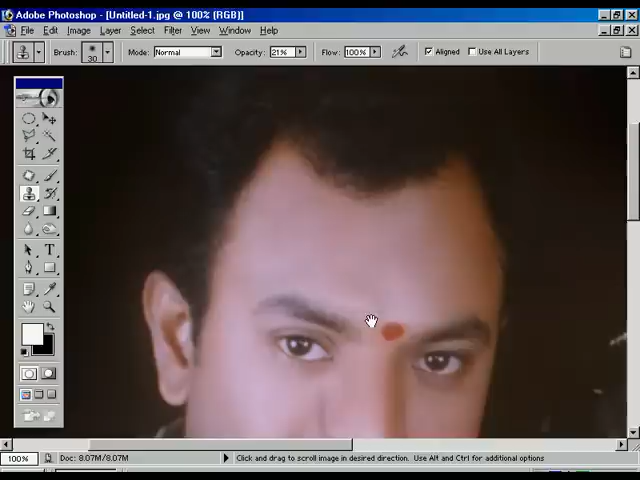 Adobe Photoshop - [Untitled-1.jpg @ 100% (RGB)]
File Edit Image Layer Select Filter View Window Help
Brush: 30 Mode: Normal Opacity: 21% Flow: 100% Aligned Use All Layers
T
100% Doc: 8.07M/8.07M Click and drag to scroll image in desired direction. Use Alt and Ctrl for additional options